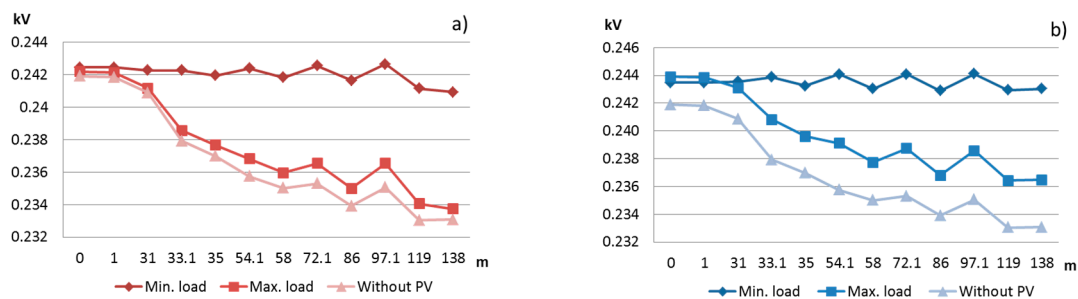 kV
a)
0.244
0.242
0.24
0.238
0.236
0.234
0.232
0 1 31 33.1 35 54.1 58 72.1 86 97.1 119 138 m
Min. load Max. load Without PV
kV
b)
0.246
0.244
0.242
0.240
0.238
0.236
0.234
0.232
0 1 31 33.1 35 54.1 58 72.1 86 97.1 119 138 m
Min. load Max. load Without PV